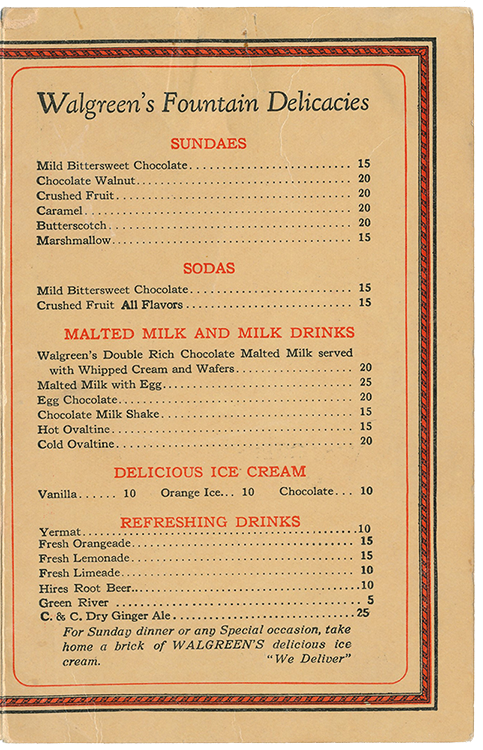 Walgreen's Fountain Delicacies
SUNDAES
Mild Bittersweet Chocolate........................... 15
Chocolate Walnut.................................... 20
Crushed Fruit........................................ 20
Caramel............................................. 20
Butterscotch......................................... 20
Marshmallow........................................ 15
SODAS
Mild Bittersweet Chocolate........................... 15
Crushed Fruit All Flavors............................ 15
MALTED MILK AND MILK DRINKS
Walgreen's Double Rich Chocolate Malted Milk served
with Whipped Cream and Wafers.................... 20
Malted Milk with Egg................................ 25
Egg Chocolate....................................... 20
Chocolate Milk Shake................................ 15
Hot Ovaltine........................................ 15
Cold Ovaltine....................................... 20
DELICIOUS ICE CREAM
Vanilla...... 10 Orange Ice... 10 Chocolate... 10
REFRESHING DRINKS
Yermat.............................................10
Fresh Orangeade..................................... 15
Fresh Lemonade..................................... 15
Fresh Limeade....................................... 10
Hires Root Beer.....................................10
Green River ........................................ 5
C. & C. Dry Ginger Ale..............................25
For Sunday dinner or any Special occasion, take
home a brick of WALGREEN'S delicious ice
cream. "We Deliver"